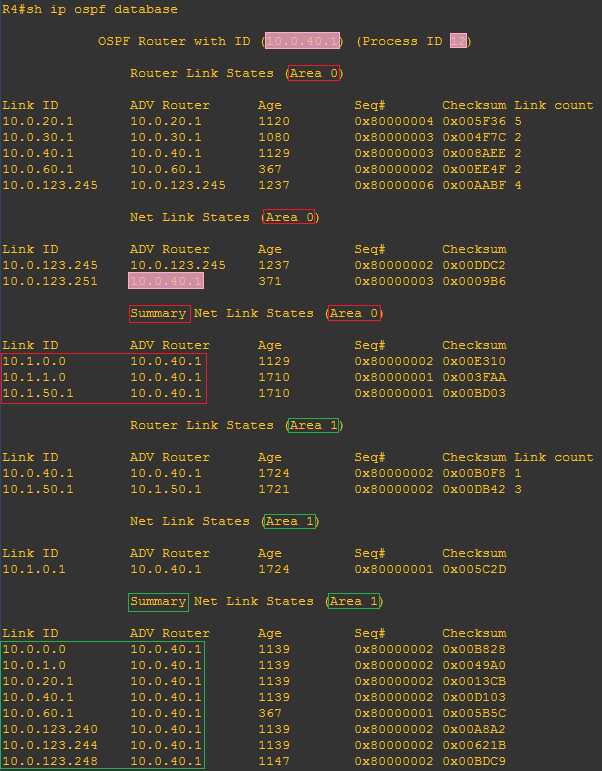 R4#sh ip ospf database
OSPF Router with ID (10.0.40.1) (Process ID 12)
Router Link States (Area 0)
Link ID ADV Router Age Seq# Checksum Link count
10.0.20.1 10.0.20.1 1120 0x80000004 0x005F36 5
10.0.30.1 10.0.30.1 1080 0x80000003 0x004F7C 2
10.0.40.1 10.0.40.1 1129 0x80000003 0x008AEE 2
10.0.60.1 10.0.60.1 367 0x80000002 0x00EE4F 2
10.0.123.245 10.0.123.245 1237 0x80000006 0x00AABF 4
Net Link States (Area 0)
Link ID ADV Router Age Seq# Checksum
10.0.123.245 10.0.123.245 1237 0x80000002 0x00DDC2
10.0.123.251 10.0.40.1 371 0x80000003 0x0009B6
Summary Net Link States (Area 0)
Link ID ADV Router Age Seq# Checksum
10.1.0.0 10.0.40.1 1129 0x80000002 0x00E310
10.1.1.0 10.0.40.1 1710 0x80000001 0x003FAA
10.1.50.1 10.0.40.1 1710 0x80000001 0x00BD03
Router Link States (Area 1)
Link ID ADV Router Age Seq# Checksum Link count
10.0.40.1 10.0.40.1 1724 0x80000002 0x00B0F8 1
10.1.50.1 10.1.50.1 1721 0x80000002 0x00DB42 3
Net Link States (Area 1)
Link ID ADV Router Age Seq# Checksum
10.1.0.1 10.0.40.1 1724 0x80000001 0x005C2D
Summary Net Link States (Area 1)
Link ID ADV Router Age Seq# Checksum
10.0.0.0 10.0.40.1 1139 0x80000002 0x00B828
10.0.1.0 10.0.40.1 1139 0x80000002 0x0049A0
10.0.20.1 10.0.40.1 1139 0x80000002 0x0013CB
10.0.40.1 10.0.40.1 1139 0x80000002 0x00D103
10.0.60.1 10.0.40.1 367 0x80000001 0x005B5C
10.0.123.240 10.0.40.1 1139 0x80000002 0x00A8A2
10.0.123.244 10.0.40.1 1139 0x80000002 0x00621B
10.0.123.248 10.0.40.1 1147 0x80000002 0x00BDC9